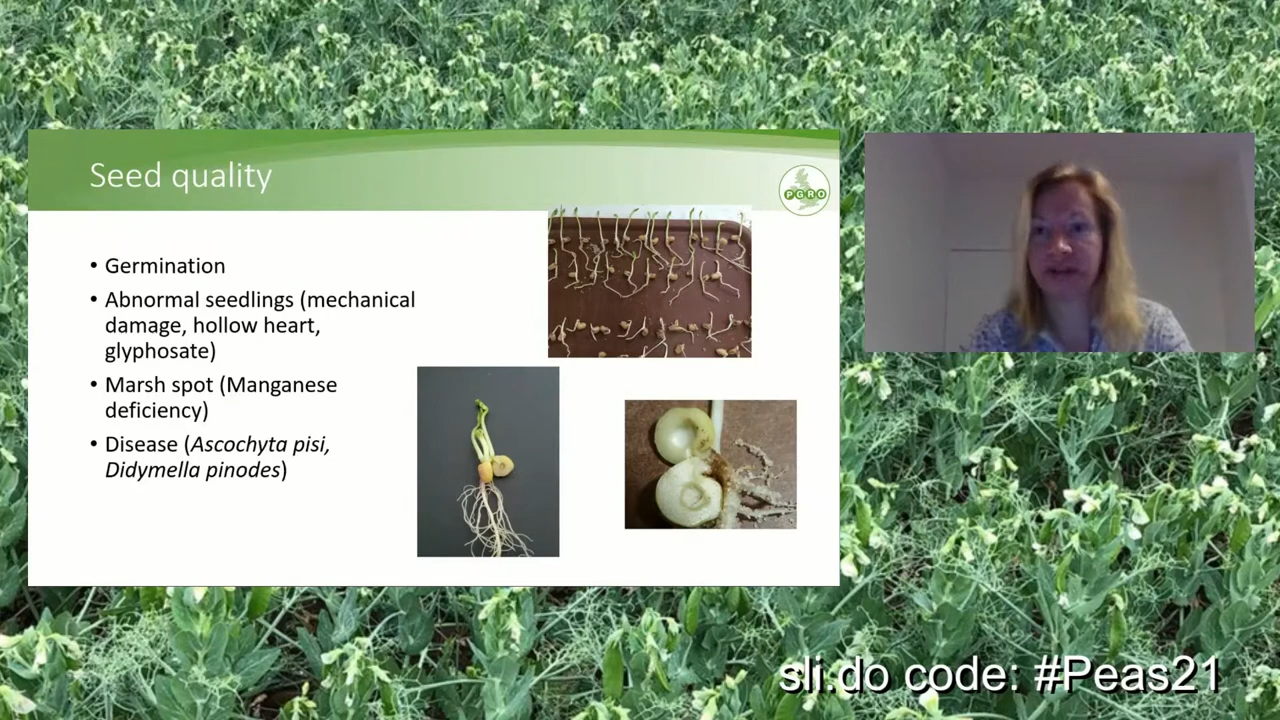 Seed quality
PGRO
• Germination
• Abnormal seedlings (mechanical
damage, hollow heart,
glyphosate)
• Marsh spot (Manganese
deficiency)
• Disease (Ascochyta pisi,
Didymella pinodes)
sli.do code: #Peas21